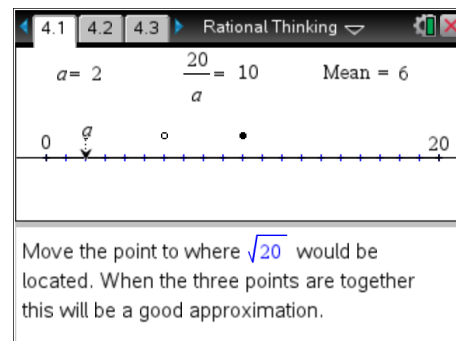 4.1 4.2 4.3 Rational Thinking
a= 2 20/a = 10 Mean = 6
0 a 20
Move the point to where √20 would be
located. When the three points are together
this will be a good approximation.